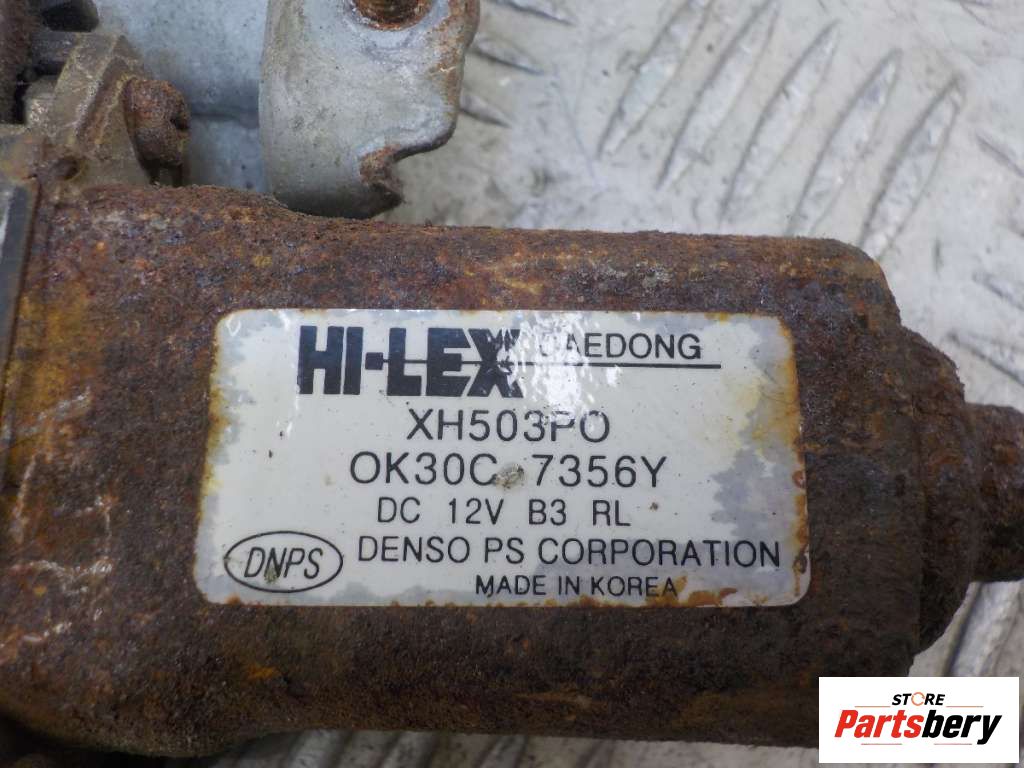 HI-LEX DAEDONG
XH503PO
OK30C 7356Y
DC 12V B3 RL
DNPS DENSO PS CORPORATION
MADE IN KOREA
STORE
Partsbery